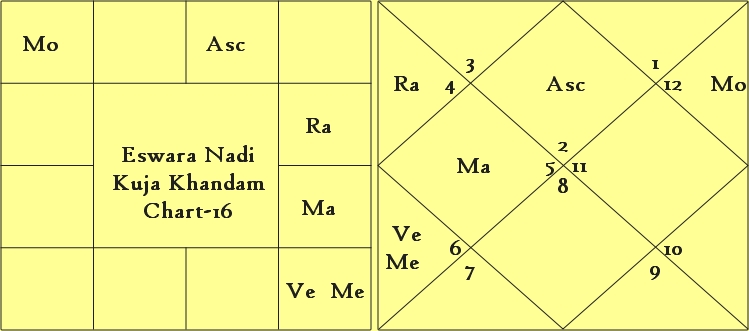 Mo
Asc
Ra
Eswara Nadi
Kuja Khandam
Chart-16
Ma
Ve Me
3
1
Ra
4
Asc
12
Mo
2
Ma
5
11
8
Ve
Me
6
10
7
9